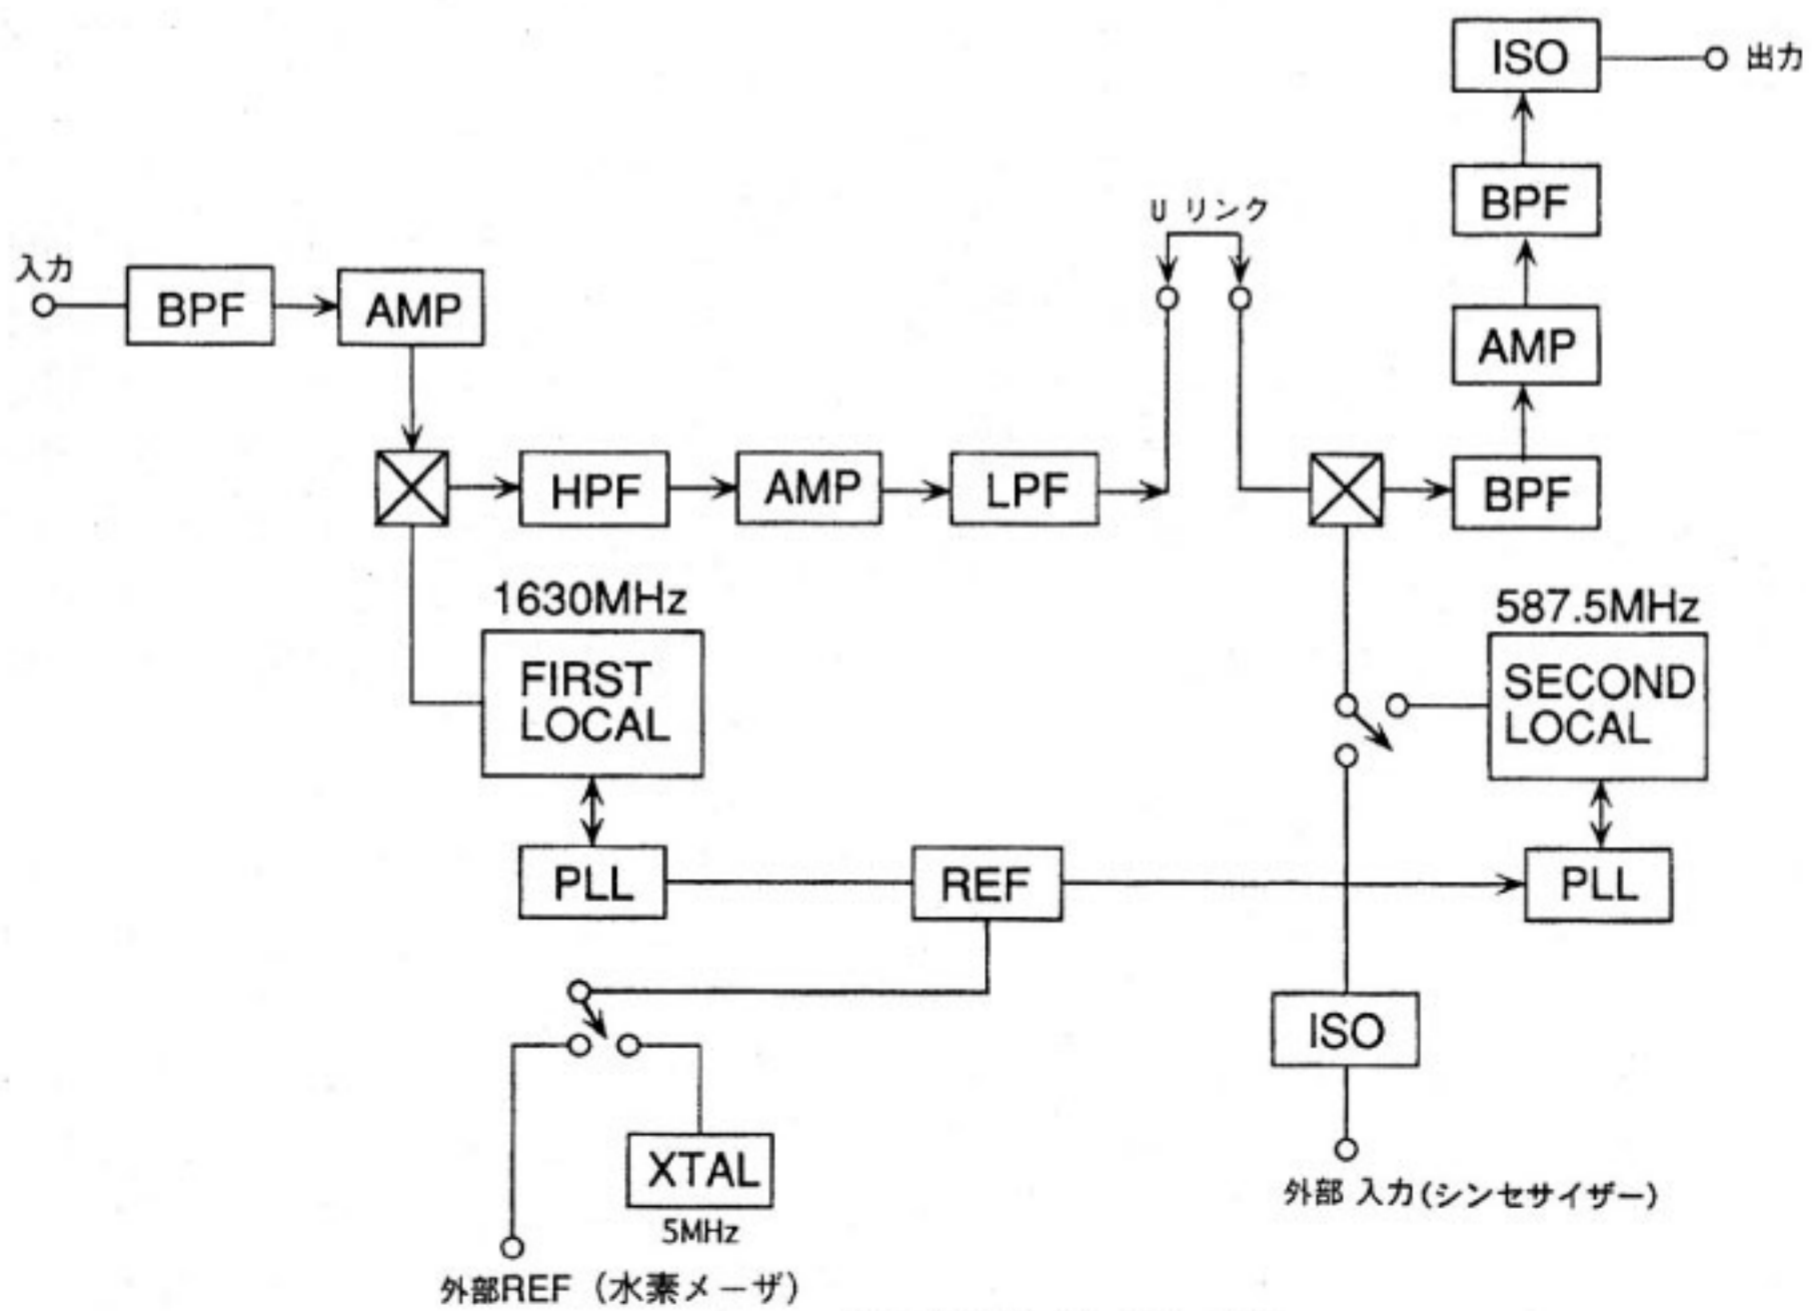 ISO
出力
BPF
U リンク
入力
BPF
AMP
AMP
HPF
AMP
LPF
BPF
1630MHz
FIRST
LOCAL
587.5MHz
SECOND
LOCAL
PLL
REF
PLL
ISO
XTAL
5MHz
外部 入力(シンセサイザー)
外部REF (水素メーザ)